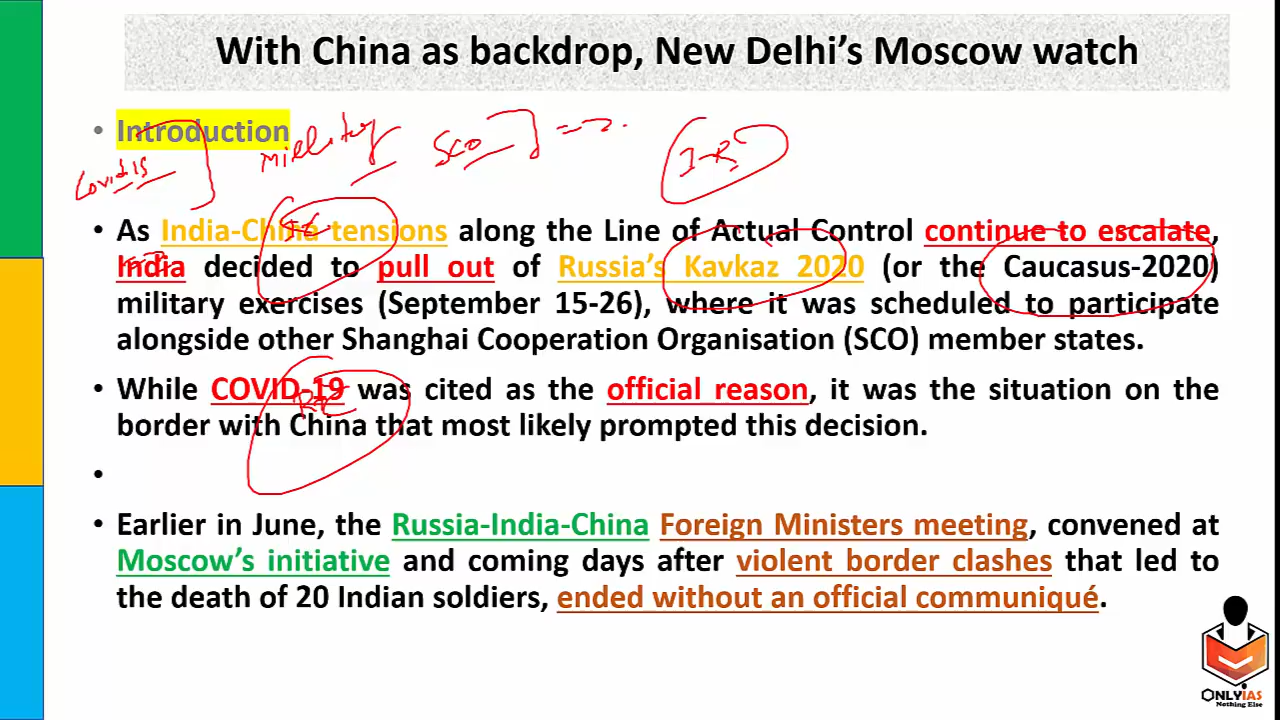 With China as backdrop, New Delhi's Moscow watch
• Introduction
Covid 19
Military
SCO
I-R
• As India-China tensions along the Line of Actual Control continue to escalate,
India decided to pull out of Russia's Kavkaz 2020 (or the Caucasus-2020)
military exercises (September 15-26), where it was scheduled to participate
alongside other Shanghai Cooperation Organisation (SCO) member states.
• While COVID-19 was cited as the official reason, it was the situation on the
border with China that most likely prompted this decision.
•
• Earlier in June, the Russia-India-China Foreign Ministers meeting, convened at
Moscow's initiative and coming days after violent border clashes that led to
the death of 20 Indian soldiers, ended without an official communiqué.
ONLYIAS
Nothing Else